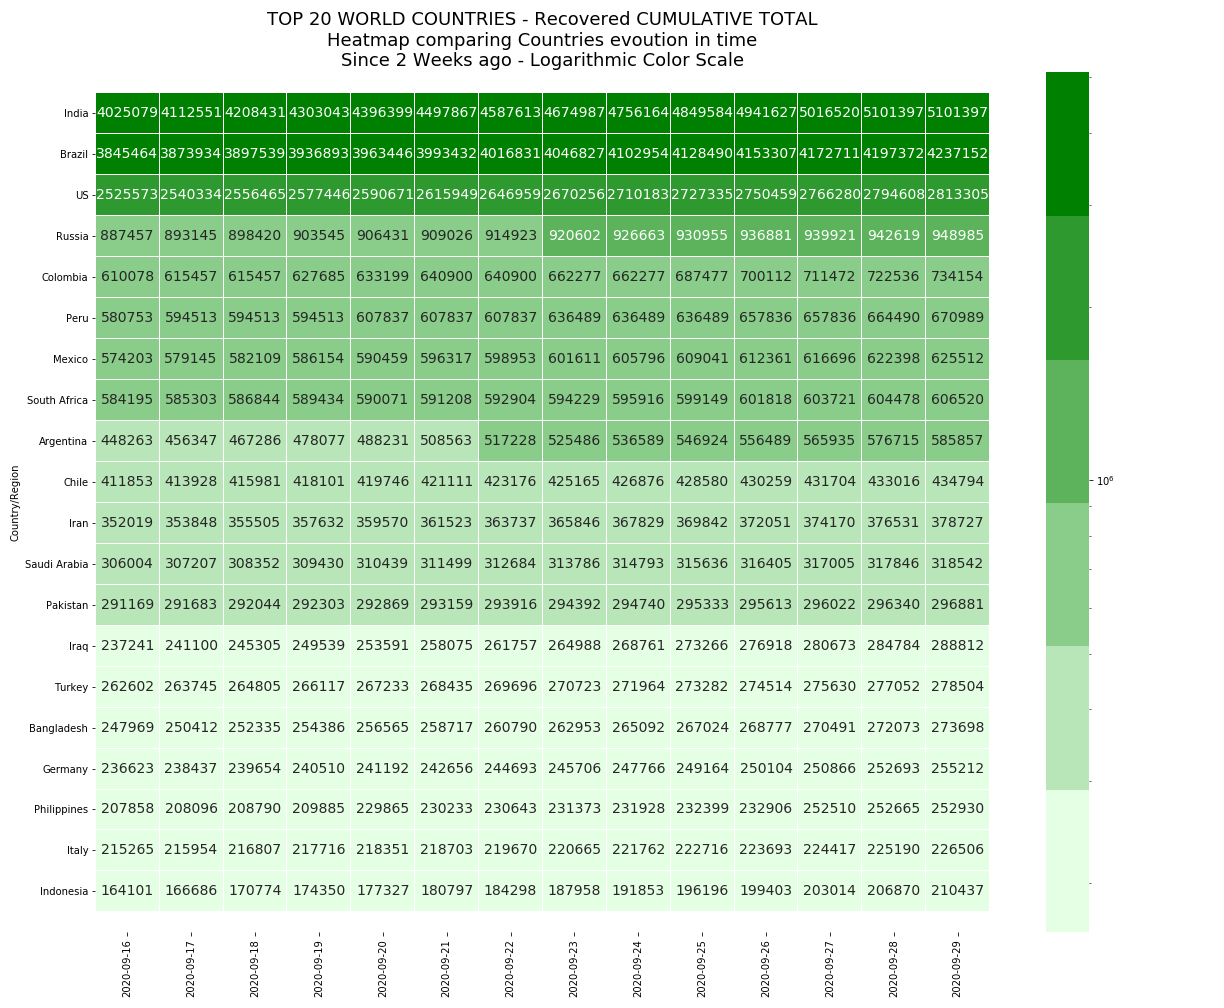 TOP 20 WORLD COUNTRIES - Recovered CUMULATIVE TOTAL
Heatmap comparing Countries evoution in time
Since 2 Weeks ago - Logarithmic Color Scale
India 4025079 4112551 4208431 4303043 4396399 4497867 4587613 4674987 4756164 4849584 4941627 5016520 5101397 5101397
Brazil 3845464 3873934 3897539 3936893 3963446 3993432 4016831 4046827 4102954 4128490 4153307 4172711 4197372 4237152
US 2525573 2540334 2556465 2577446 2590671 2615949 2646959 2670256 2710183 2727335 2750459 2766280 2794608 2813305
Russia 887457 893145 898420 903545 906431 909026 914923 920602 926663 930955 936881 939921 942619 948985
Colombia 610078 615457 615457 627685 633199 640900 640900 662277 662277 687477 700112 711472 722536 734154
Peru 580753 594513 594513 594513 607837 607837 607837 636489 636489 636489 657836 657836 664490 670989
Mexico 574203 579145 582109 586154 590459 596317 598953 601611 605796 609041 612361 616696 622398 625512
South Africa 584195 585303 586844 589434 590071 591208 592904 594229 595916 599149 601818 603721 604478 606520
Argentina 448263 456347 467286 478077 488231 508563 517228 525486 536589 546924 556489 565935 576715 585857
Chile 411853 413928 415981 418101 419746 421111 423176 425165 426876 428580 430259 431704 433016 434794
Iran 352019 353848 355505 357632 359570 361523 363737 365846 367829 369842 372051 374170 376531 378727
Saudi Arabia 306004 307207 308352 309430 310439 311499 312684 313786 314793 315636 316405 317005 317846 318542
Pakistan 291169 291683 292044 292303 292869 293159 293916 294392 294740 295333 295613 296022 296340 296881
Iraq 237241 241100 245305 249539 253591 258075 261757 264988 268761 273266 276918 280673 284784 288812
Turkey 262602 263745 264805 266117 267233 268435 269696 270723 271964 273282 274514 275630 277052 278504
Bangladesh 247969 250412 252335 254386 256565 258717 260790 262953 265092 267024 268777 270491 272073 273698
Germany 236623 238437 239654 240510 241192 242656 244693 245706 247766 249164 250104 250866 252693 255212
Philippines 207858 208096 208790 209885 229865 230233 230643 231373 231928 232399 232906 252510 252665 252930
Italy 215265 215954 216807 217716 218351 218703 219670 220665 221762 222716 223693 224417 225190 226506
Indonesia 164101 166686 170774 174350 177327 180797 184298 187958 191853 196196 199403 203014 206870 210437
2020-09-16 2020-09-17 2020-09-18 2020-09-19 2020-09-20 2020-09-21 2020-09-22 2020-09-23 2020-09-24 2020-09-25 2020-09-26 2020-09-27 2020-09-28 2020-09-29
Country/Region
10⁶